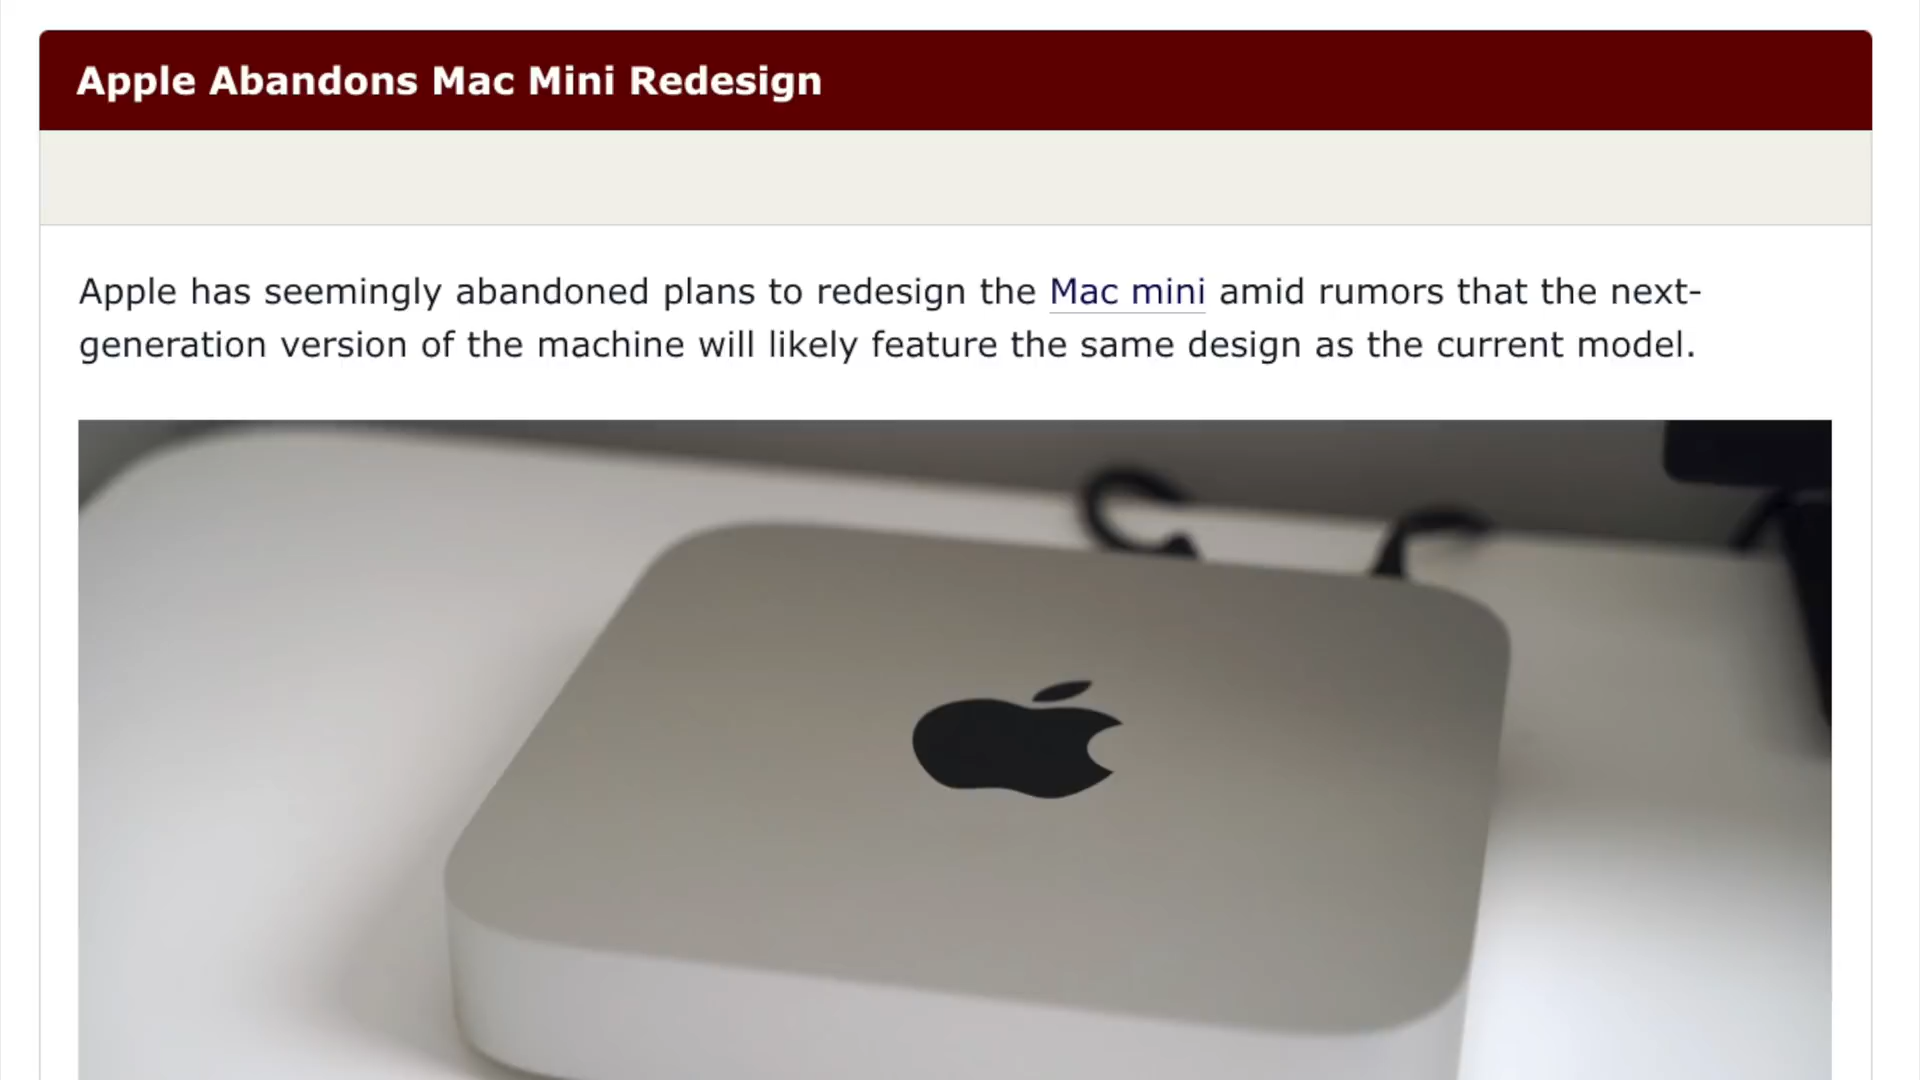 Apple Abandons Mac Mini Redesign
Apple has seemingly abandoned plans to redesign the Mac mini amid rumors that the next-
generation version of the machine will likely feature the same design as the current model.